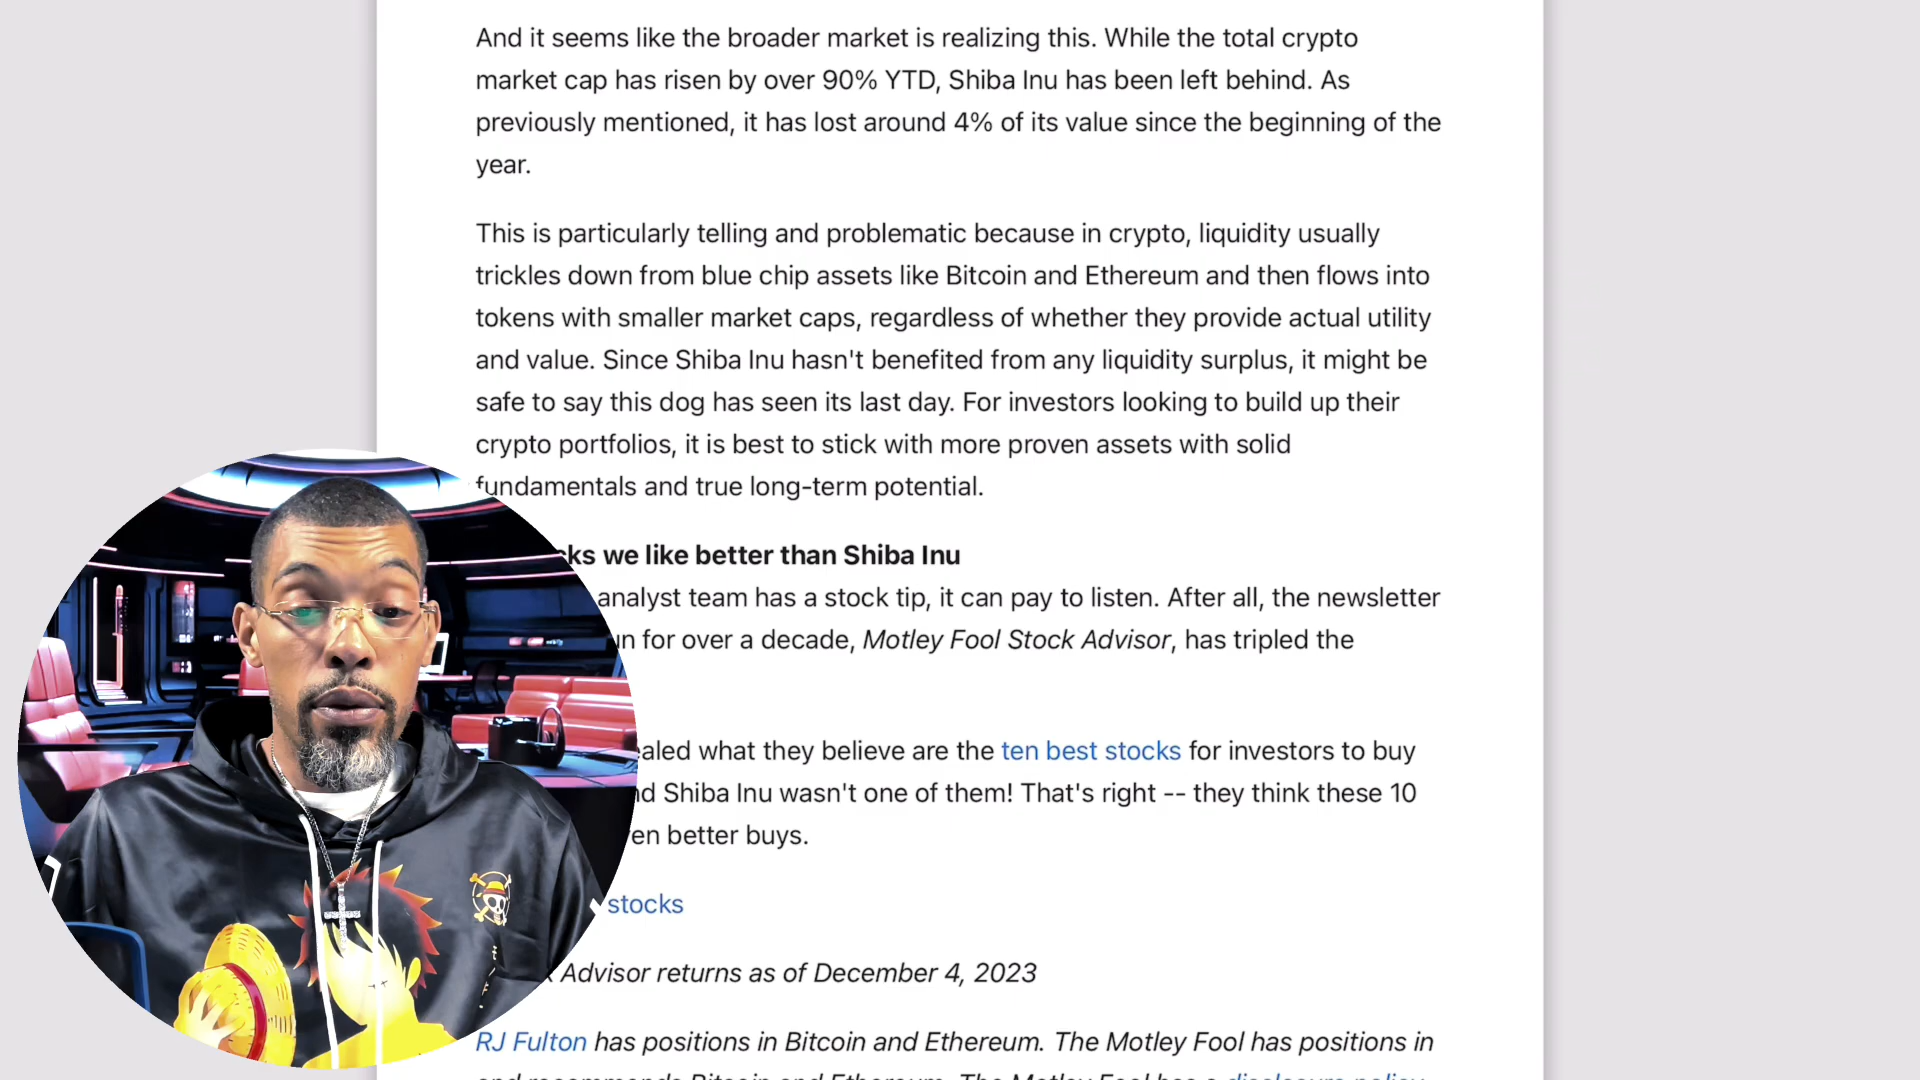 And it seems like the broader market is realizing this. While the total crypto
market cap has risen by over 90% YTD, Shiba Inu has been left behind. As
previously mentioned, it has lost around 4% of its value since the beginning of the
year.
This is particularly telling and problematic because in crypto, liquidity usually
trickles down from blue chip assets like Bitcoin and Ethereum and then flows into
tokens with smaller market caps, regardless of whether they provide actual utility
and value. Since Shiba Inu hasn't benefited from any liquidity surplus, it might be
safe to say this dog has seen its last day. For investors looking to build up their
crypto portfolios, it is best to stick with more proven assets with solid
fundamentals and true long-term potential.
we like better than Shiba Inu
analyst team has a stock tip, it can pay to listen. After all, the newsletter
for over a decade, Motley Fool Stock Advisor, has tripled the
what they believe are the ten best stocks for investors to buy
Shiba Inu wasn't one of them! That's right -- they think these 10
better buys.
stocks
Advisor returns as of December 4, 2023
RJ Fulton has positions in Bitcoin and Ethereum. The Motley Fool has positions in
and recommends Bitcoin and Ethereum. The Motley Fool has a disclosure policy.